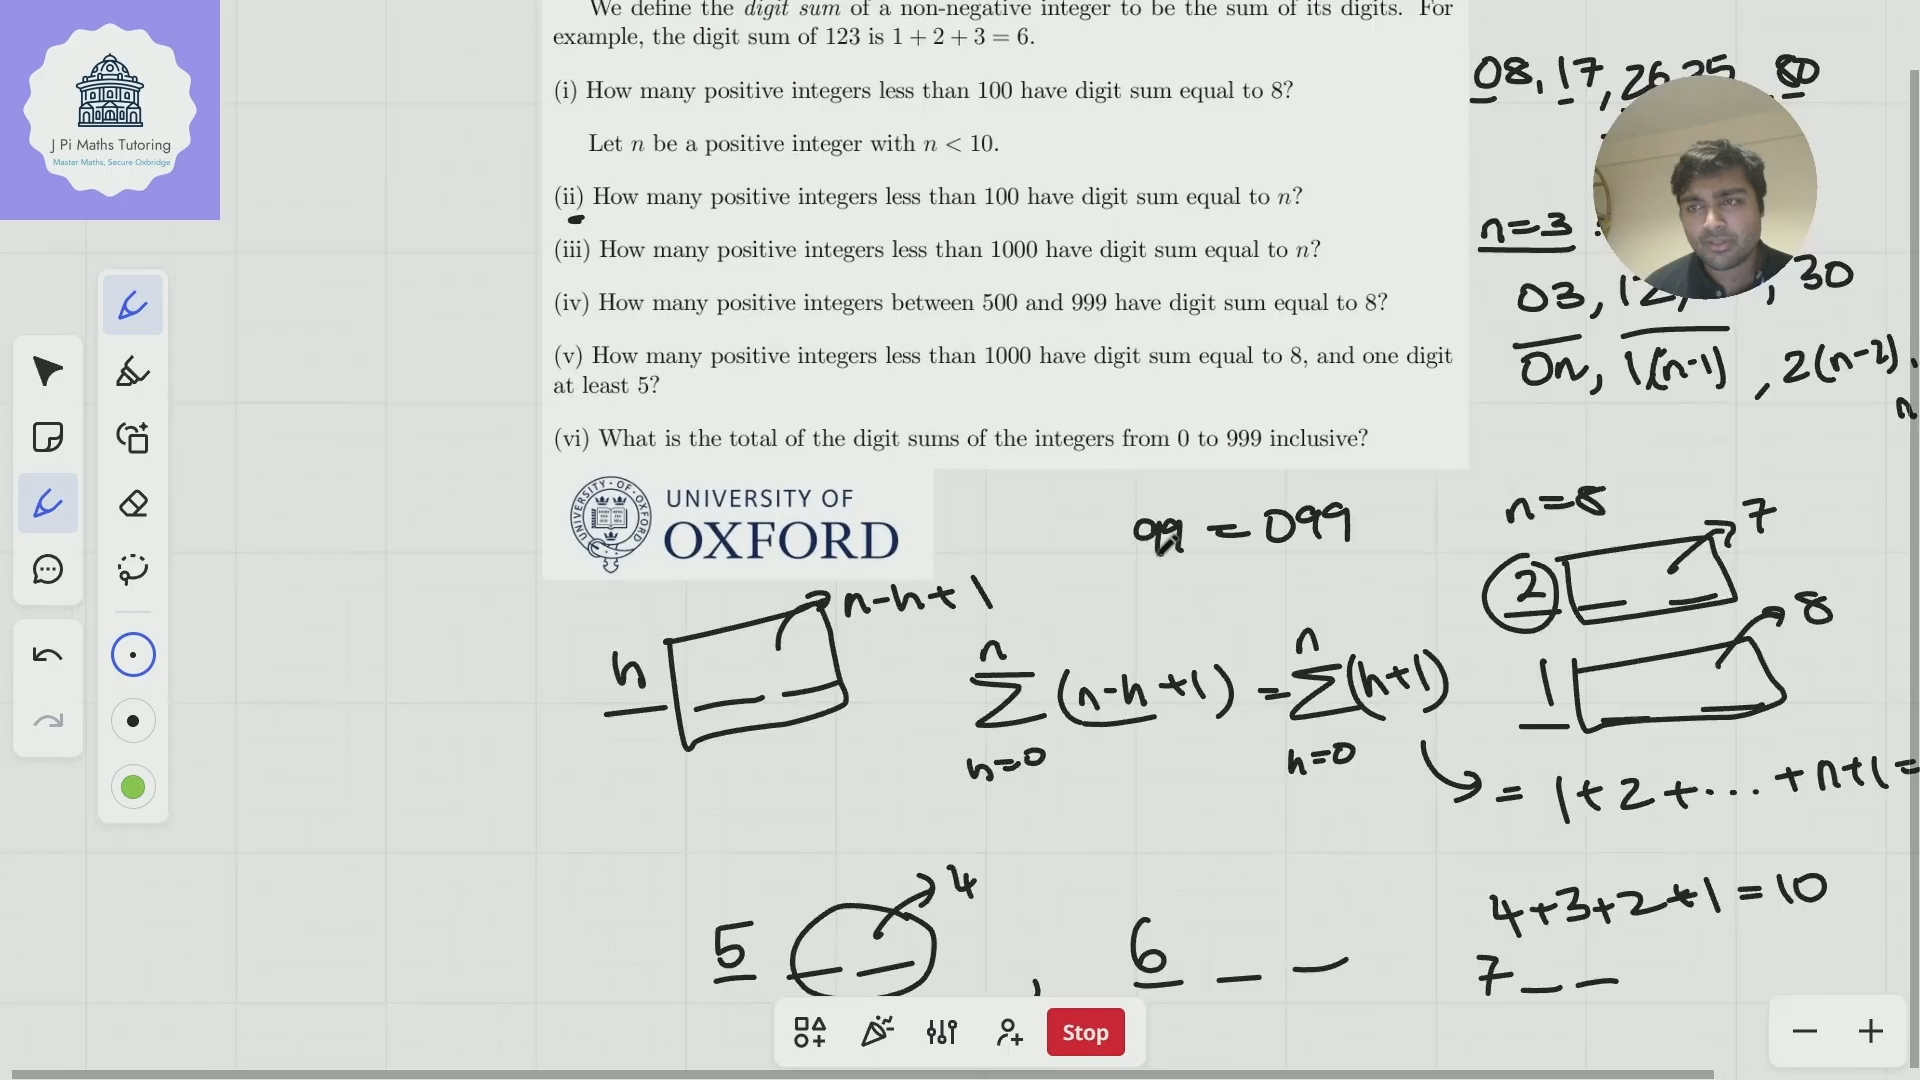 J Pi Maths Tutoring
Master Maths, Secure Oxbridge
We define the digit sum of a non-negative integer to be the sum of its digits. For
example, the digit sum of 123 is 1 + 2 + 3 = 6.
(i) How many positive integers less than 100 have digit sum equal to 8?
Let n be a positive integer with n < 10.
(ii) How many positive integers less than 100 have digit sum equal to n?
(iii) How many positive integers less than 1000 have digit sum equal to n?
(iv) How many positive integers between 500 and 999 have digit sum equal to 8?
(v) How many positive integers less than 1000 have digit sum equal to 8, and one digit
at least 5?
(vi) What is the total of the digit sums of the integers from 0 to 999 inclusive?
08, 17, 26 35 80
n=3 :
03, 12, , 30
0n, 1(n-1), 2(n-2).
n
UNIVERSITY OF
OXFORD
99 = 099
n=8
2 7
1 8
h n-h+1
n
∑ (n-h+1) = ∑ (h+1)
h=0 h=0
= 1+2+...+n+1=
5 4 , 6
4+3+2+1=10
7
Stop